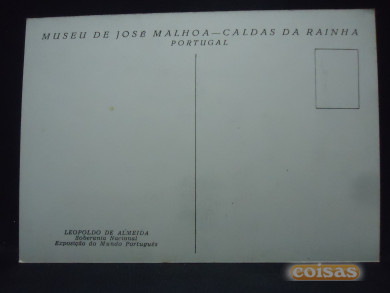 MUSEU DE JOSÉ MALHOA—CALDAS DA RAINHA
PORTUGAL
LEOPOLDO DE ALMEIDA
Soberania Nacional
Exposição do Mundo Português
coisas